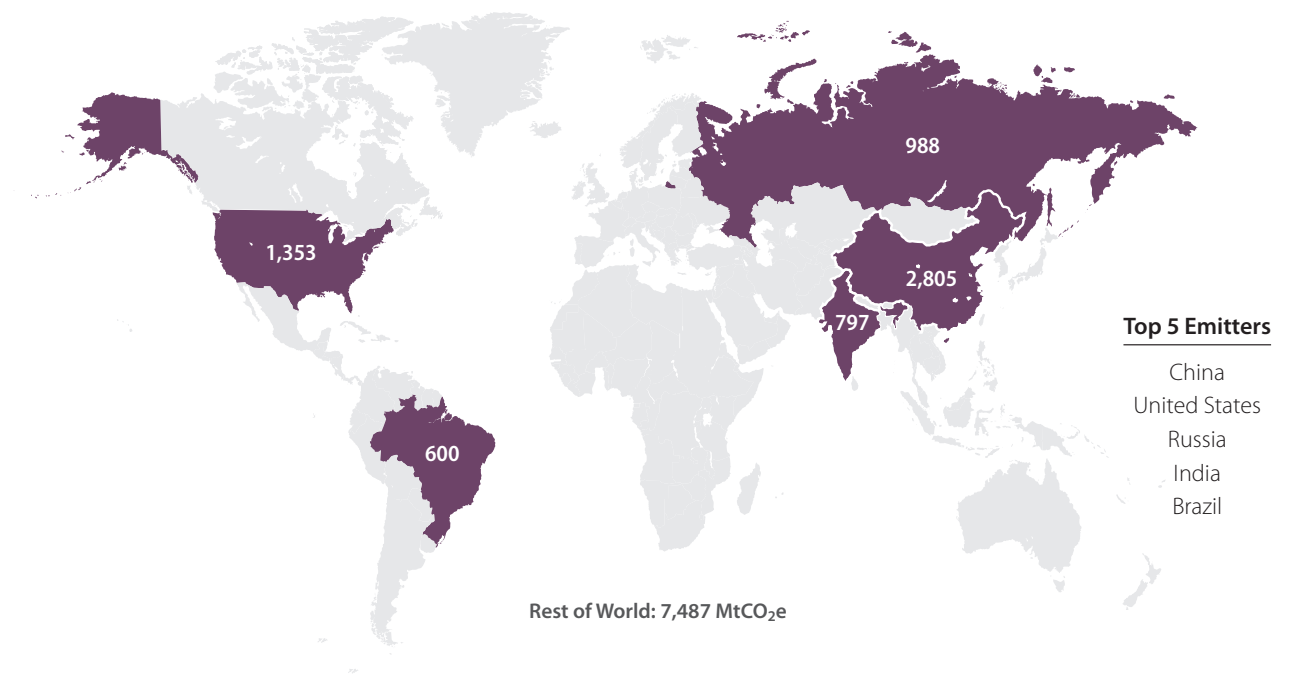 988
1,353
2,805
797
600
Top 5 Emitters
China
United States
Russia
India
Brazil
Rest of World: 7,487 MtCO₂e